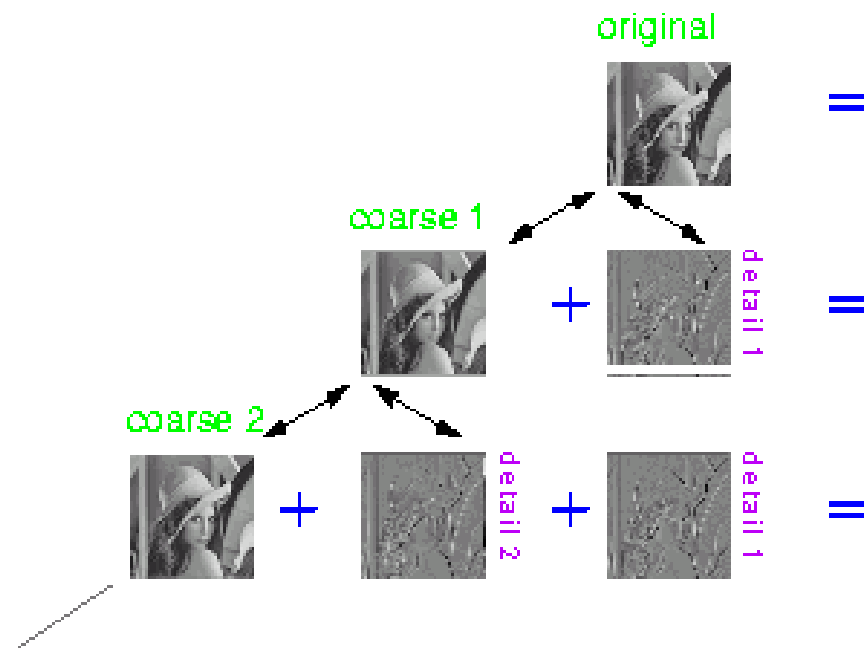 original
=
coarse 1
+
detail 1
=
coarse 2
+
detail 2
+
detail 1
=